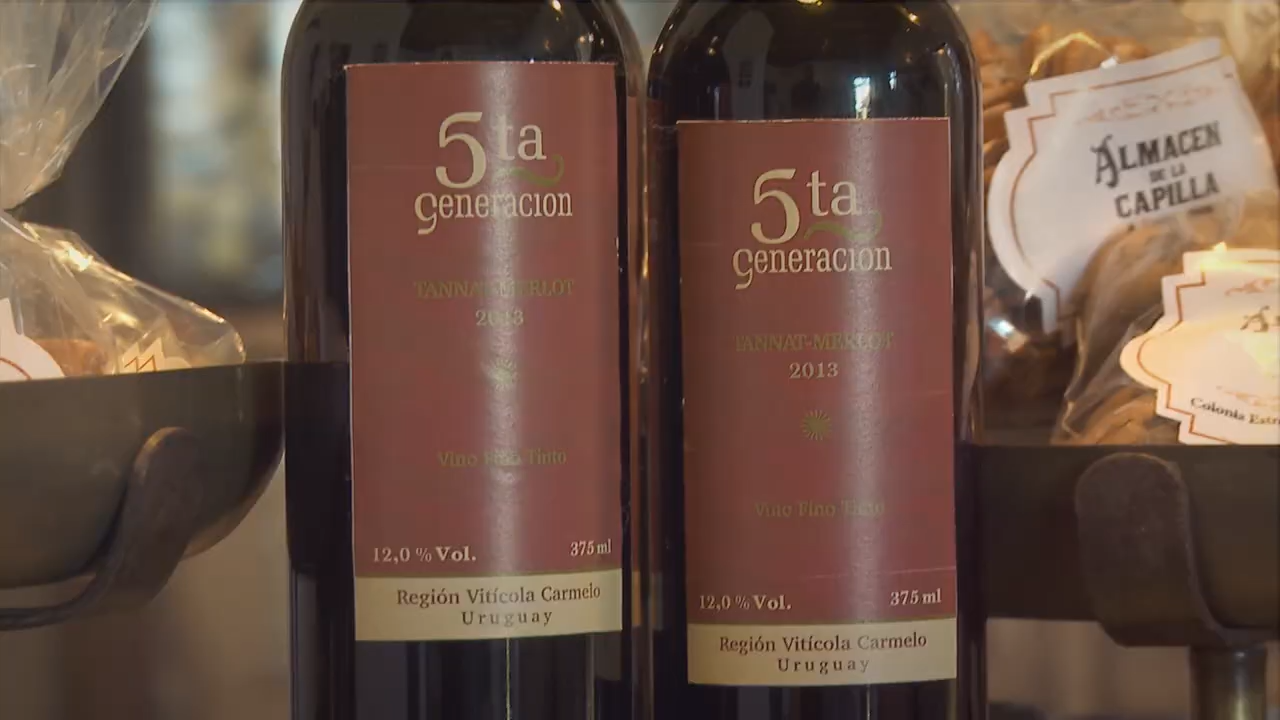 5ta
generacion
TANNAT-MERLOT
2013
Vino Fino Tinto
12,0 % Vol.
375 ml
Región Vitícola Carmelo
Uruguay
5ta
generacion
TANNAT-MERLOT
2013
Vino Fino Tinto
12,0 % Vol.
375 ml
Región Vitícola Carmelo
Uruguay
ALMACEN
DE LA
CAPILLA
Colonia